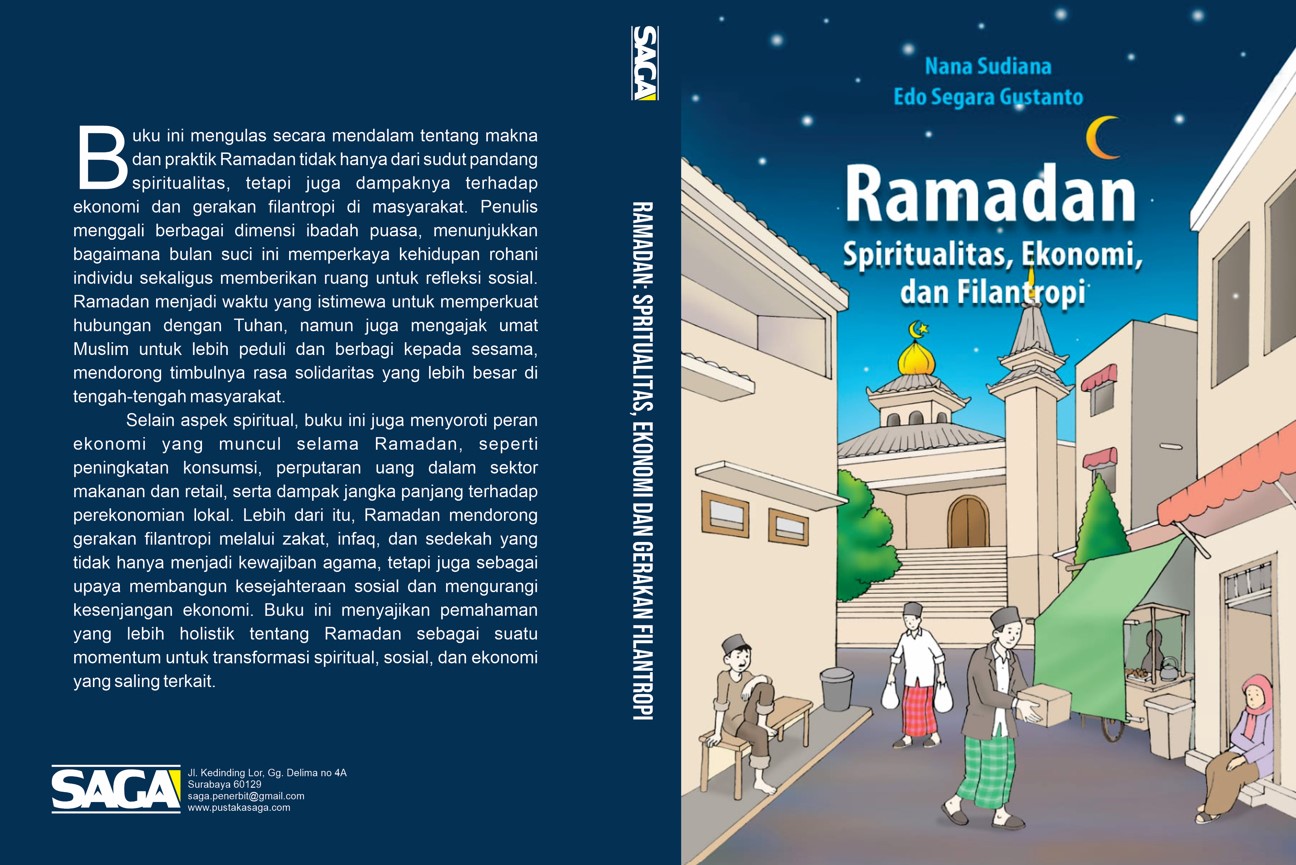 Buku ini mengulas secara mendalam tentang makna
dan praktik Ramadan tidak hanya dari sudut pandang
spiritualitas, tetapi juga dampaknya terhadap
ekonomi dan gerakan filantropi di masyarakat. Penulis
menggali berbagai dimensi ibadah puasa, menunjukkan
bagaimana bulan suci ini memperkaya kehidupan rohani
individu sekaligus memberikan ruang untuk refleksi sosial.
Ramadan menjadi waktu yang istimewa untuk memperkuat
hubungan dengan Tuhan, namun juga mengajak umat
Muslim untuk lebih peduli dan berbagi kepada sesama,
mendorong timbulnya rasa solidaritas yang lebih besar di
tengah-tengah masyarakat.
Selain aspek spiritual, buku ini juga menyoroti peran
ekonomi yang muncul selama Ramadan, seperti
peningkatan konsumsi, perputaran uang dalam sektor
makanan dan retail, serta dampak jangka panjang terhadap
perekonomian lokal. Lebih dari itu, Ramadan mendorong
gerakan filantropi melalui zakat, infaq, dan sedekah yang
tidak hanya menjadi kewajiban agama, tetapi juga sebagai
upaya membangun kesejahteraan sosial dan mengurangi
kesenjangan ekonomi. Buku ini menyajikan pemahaman
yang lebih holistik tentang Ramadan sebagai suatu
momentum untuk transformasi spiritual, sosial, dan ekonomi
yang saling terkait.
SAGA
Jl. Kedinding Lor, Gg. Delima no 4A
Surabaya 60129
saga.penerbit@gmail.com
www.pustakasaga.com
SAGA
RAMADAN: SPRITUALITAS, EKONOMI DAN GERAKAN FILANTROPI
Nana Sudiana
Edo Segara Gustanto
Ramadan
Spiritualitas, Ekonomi,
dan Filantropi